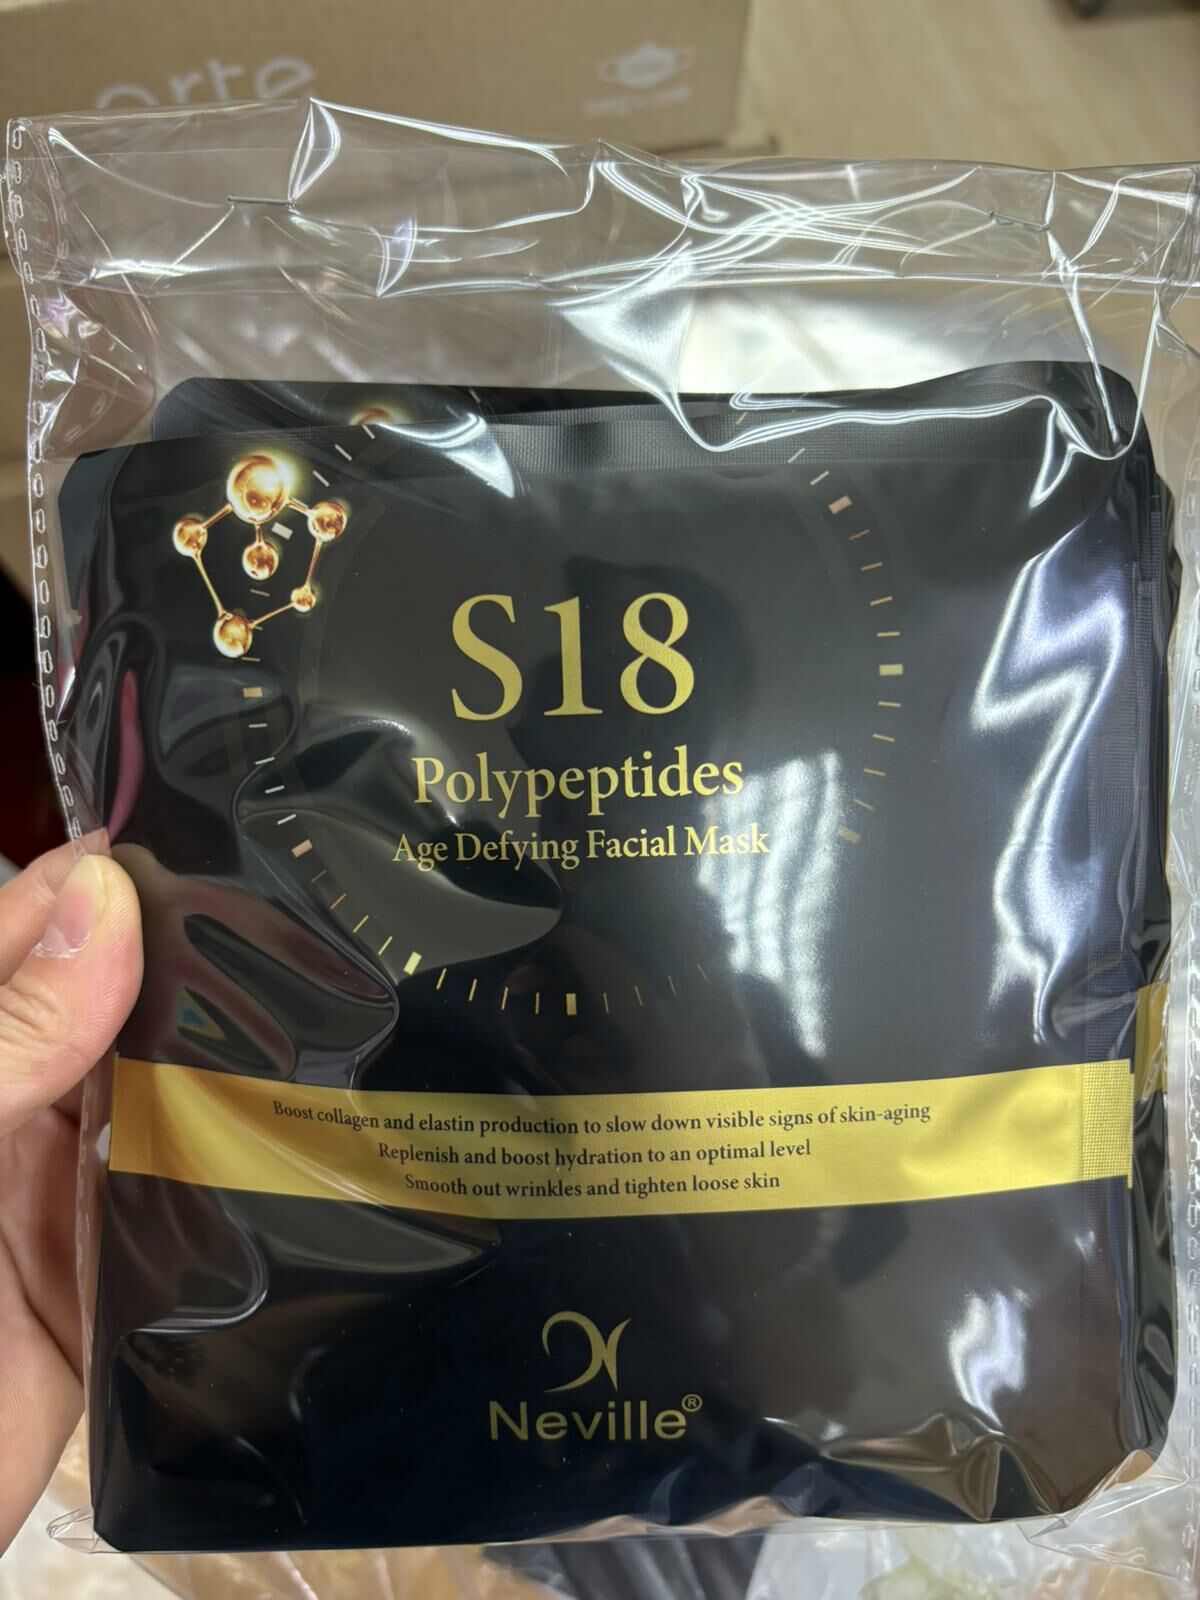 S18
Polypeptides
Age Defying Facial Mask
Boost collagen and elastin production to slow down visible signs of skin-aging
Replenish and boost hydration to an optimal level
Smooth out wrinkles and tighten loose skin
Neville®